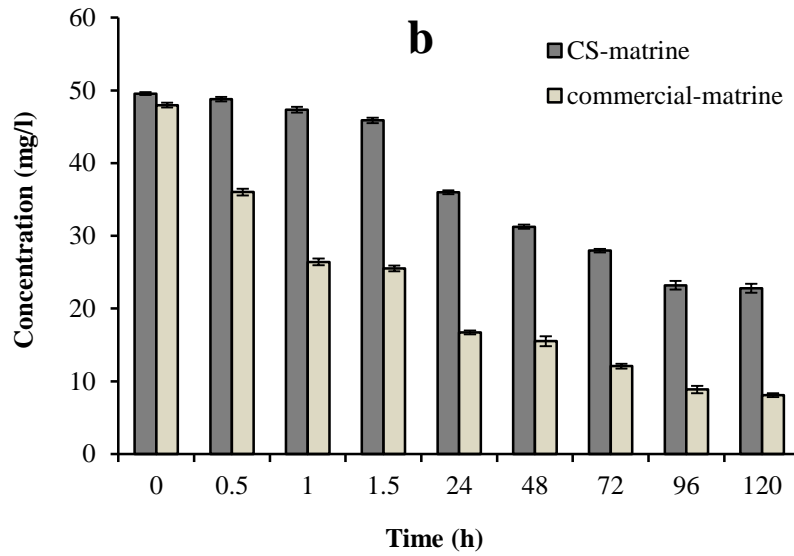 b
CS-matrine
commercial-matrine
Concentration (mg/l)
60
50
40
30
20
10
0
0 0.5 1 1.5 24 48 72 96 120
Time (h)